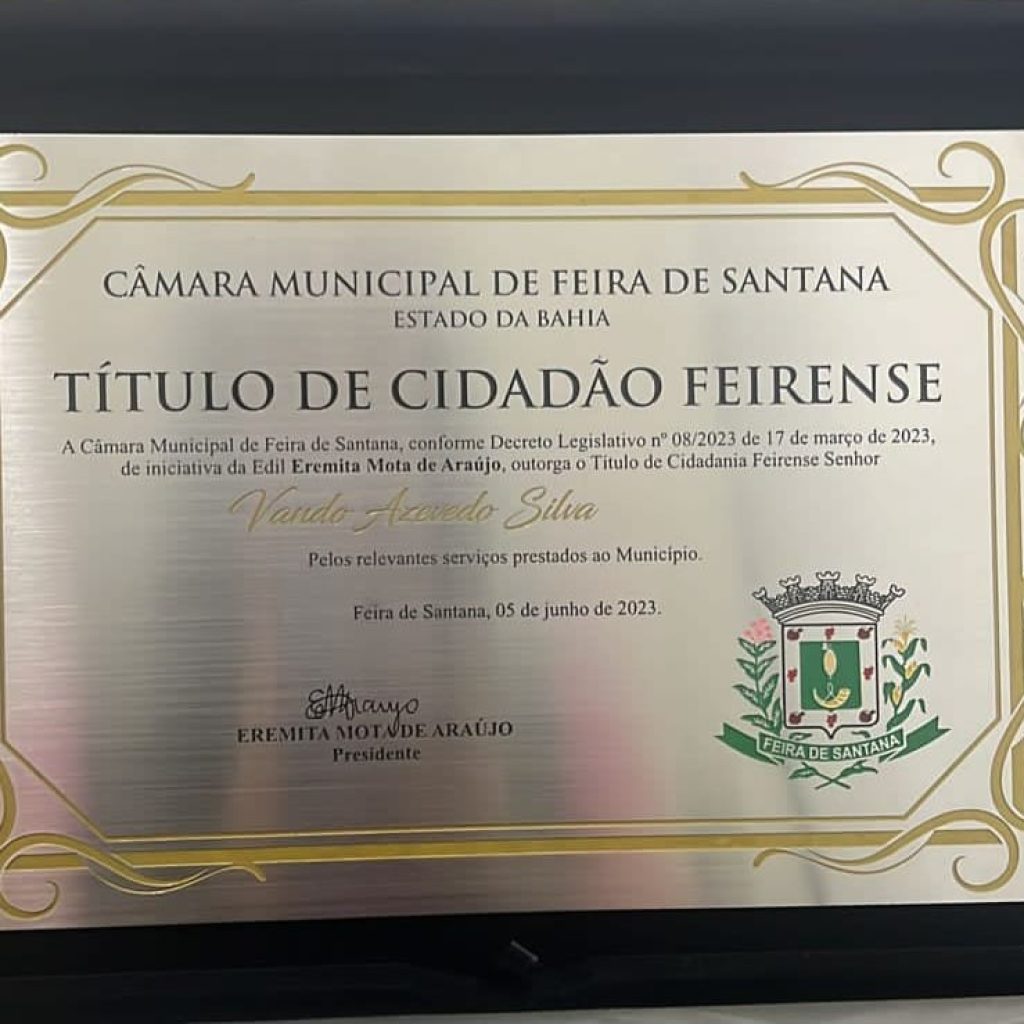 CÂMARA MUNICIPAL DE FEIRA DE SANTANA
ESTADO DA BAHIA
TÍTULO DE CIDADÃO FEIRENSE
A Câmara Municipal de Feira de Santana, conforme Decreto Legislativo nº 08/2023 de 17 de março de 2023,
de iniciativa da Edil Eremita Mota de Araújo, outorga o Título de Cidadania Feirense Senhor
Vando Azevedo Silva
Pelos relevantes serviços prestados ao Município.
Feira de Santana, 05 de junho de 2023.
EMAraujo
EREMITA MOTA DE ARAÚJO
Presidente
FEIRA DE SANTANA